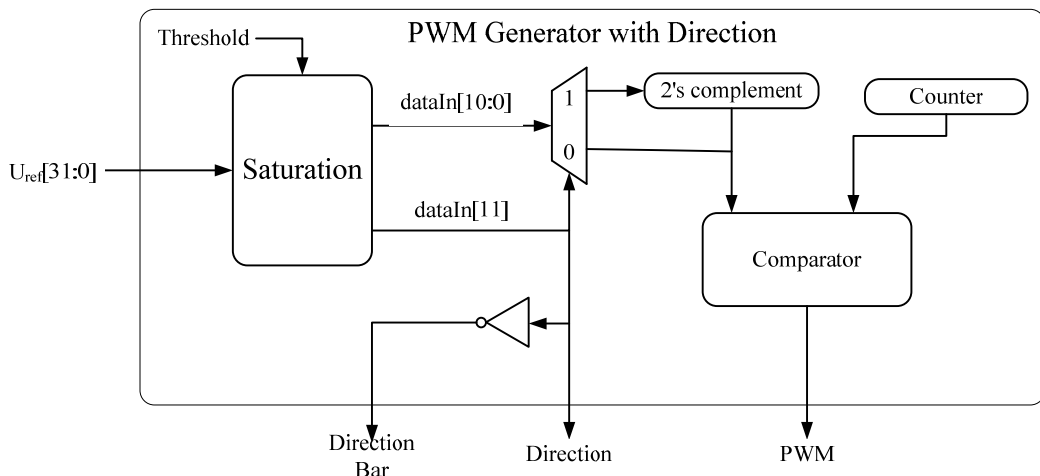 PWM Generator with Direction
Threshold
dataIn[10:0]
1
2's complement
Counter
0
Uref[31:0]
Saturation
dataIn[11]
Comparator
Direction
Bar
Direction
PWM